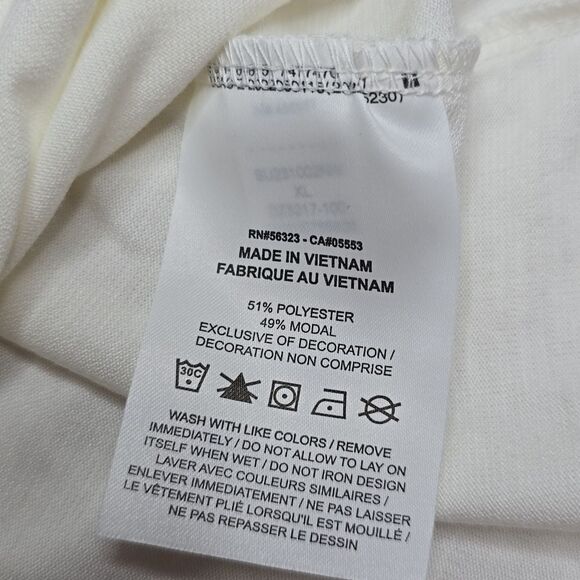 RN#56323 - CA#05553
MADE IN VIETNAM
FABRIQUE AU VIETNAM
51% POLYESTER
49% MODAL
EXCLUSIVE OF DECORATION /
DECORATION NON COMPRISE
30C
WASH WITH LIKE COLORS / REMOVE
IMMEDIATELY / DO NOT ALLOW TO LAY ON
ITSELF WHEN WET / DO NOT IRON DESIGN
LAVER AVEC COULEURS SIMILAIRES /
ENLEVER IMMEDIATEMENT / NE PAS LAISSER
LE VÊTEMENT PLIÉ LORSQU'IL EST MOUILLÉ /
NE PAS REPASSER LE DESSIN